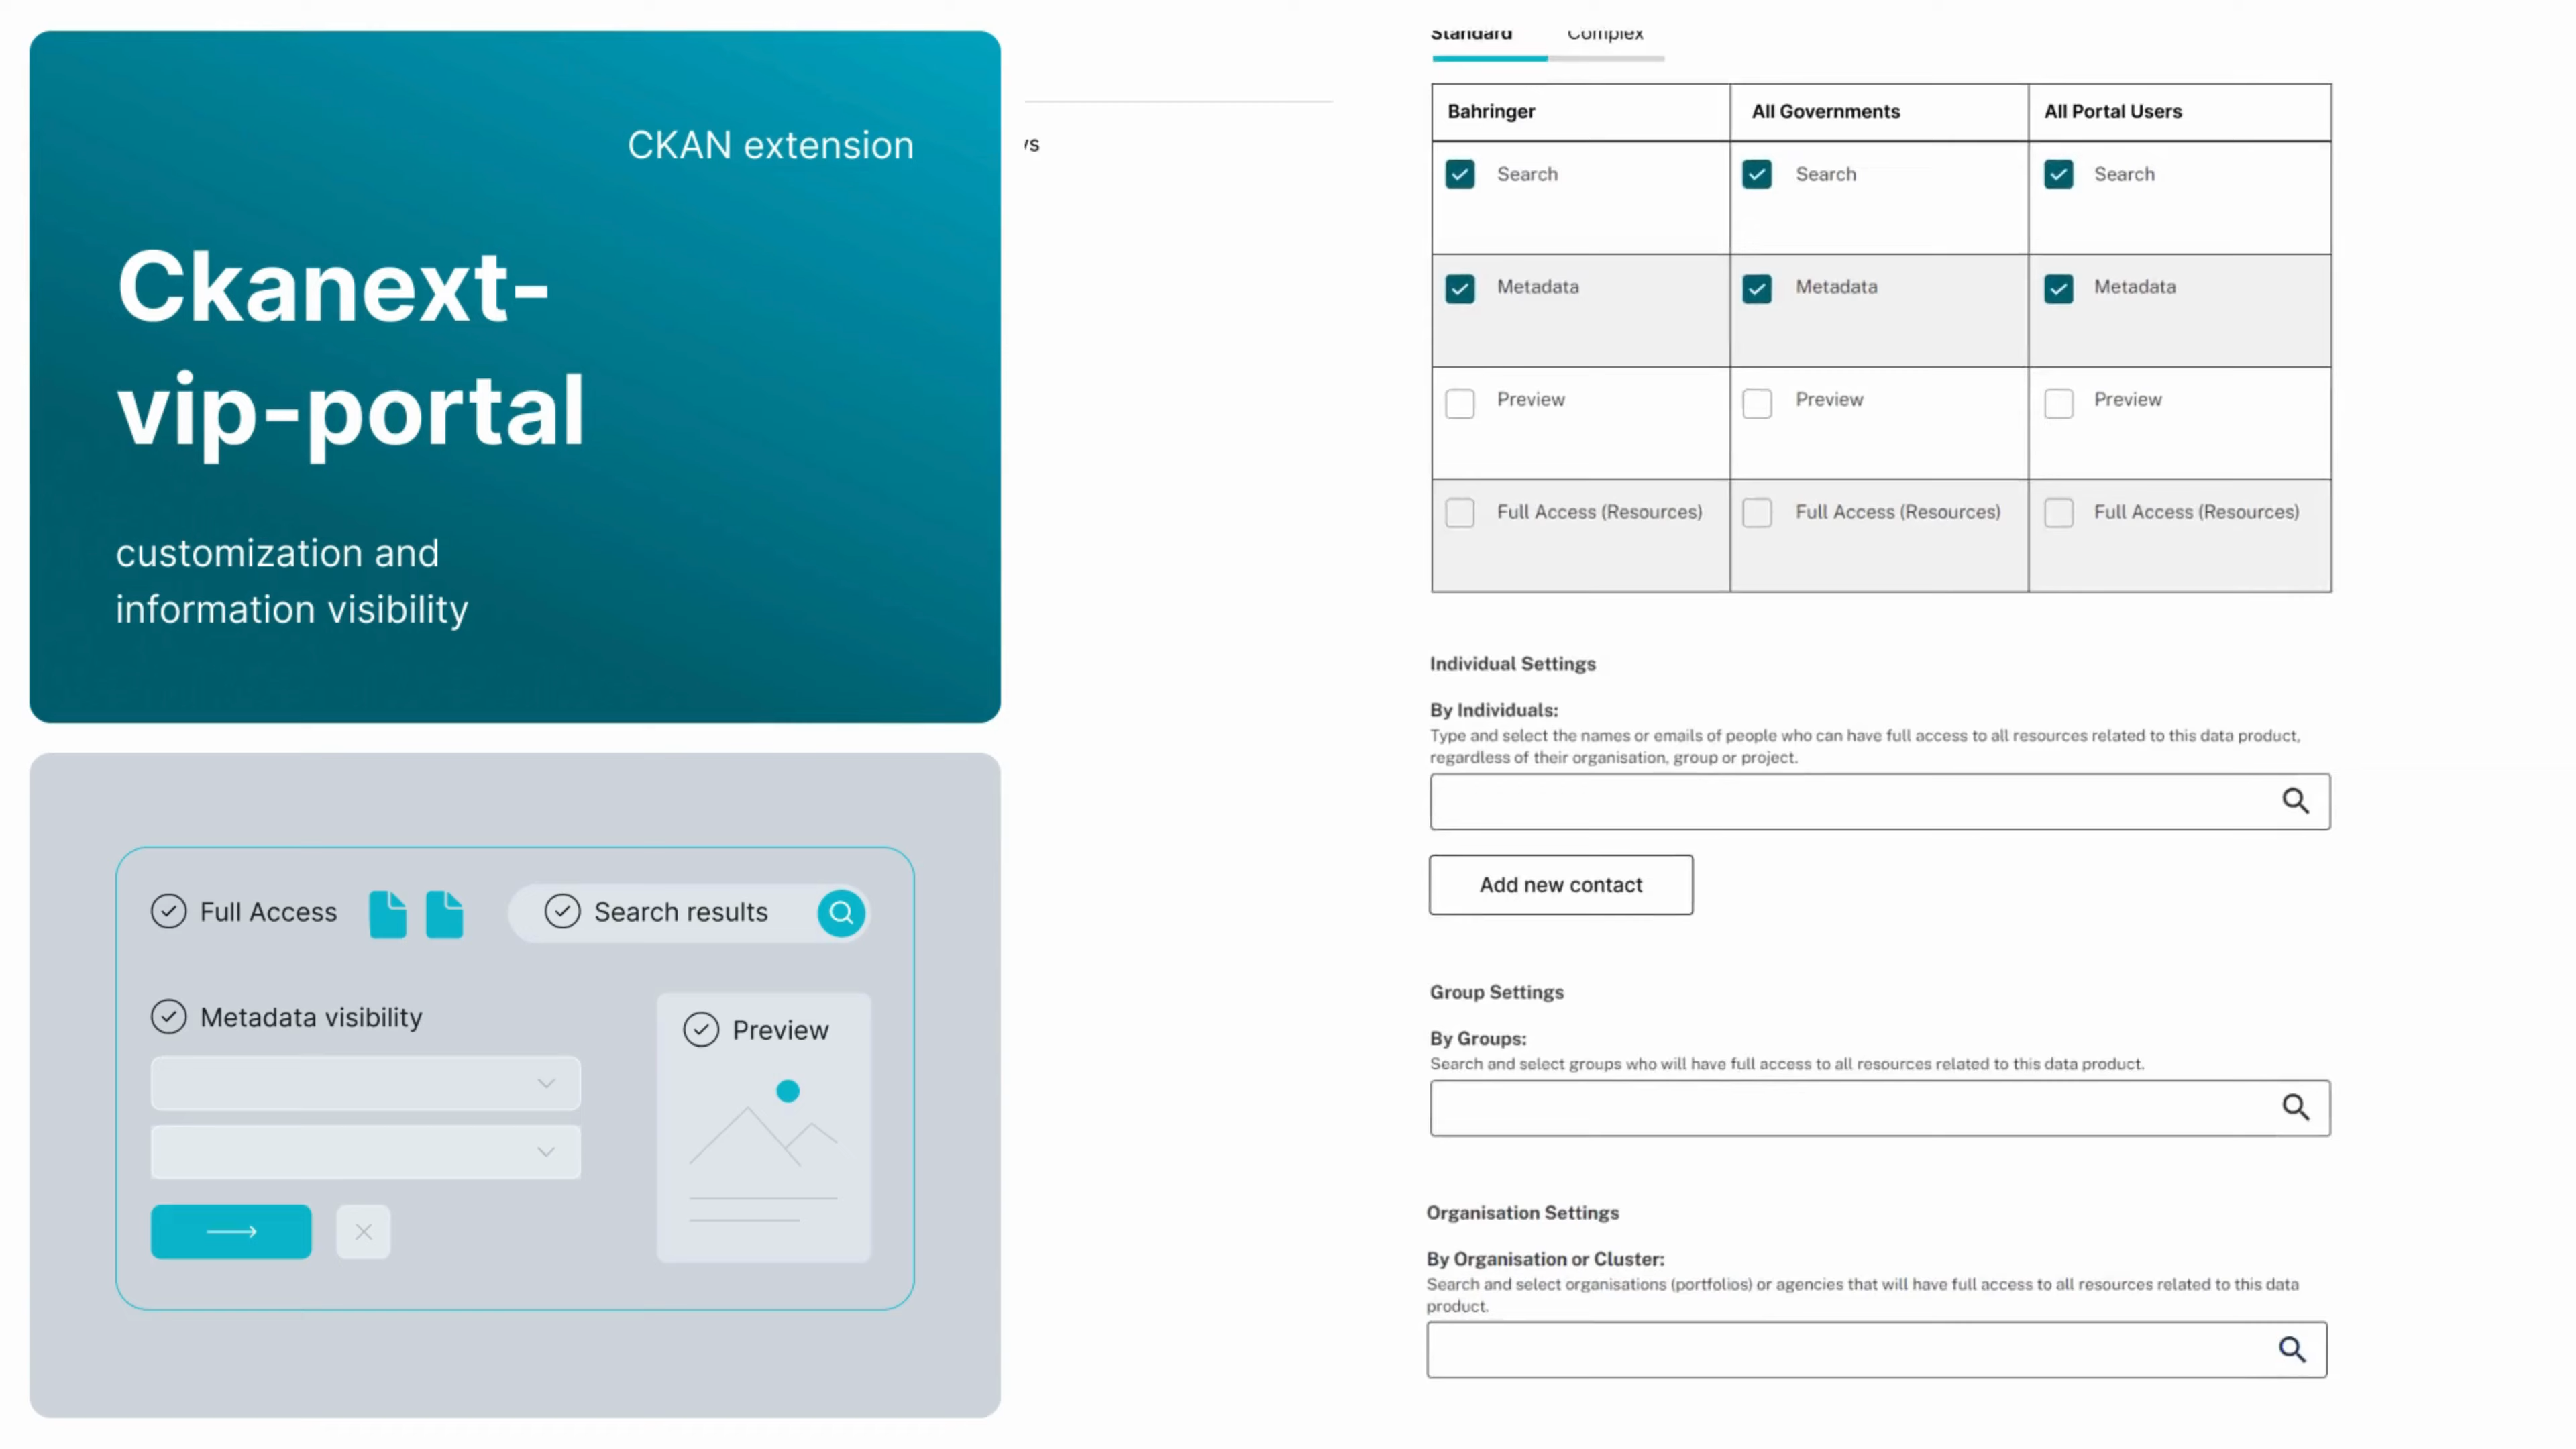 CKAN extension
Ckanext-
vip-portal
customization and
information visibility
Full Access
Search results
Metadata visibility
Preview
Standard Complex
Bahringer All Governments All Portal Users
Search Search Search
Metadata Metadata Metadata
Preview Preview Preview
Full Access (Resources) Full Access (Resources) Full Access (Resources)
Individual Settings
By Individuals:
Type and select the names or emails of people who can have full access to all resources related to this data product,
regardless of their organisation, group or project.
Add new contact
Group Settings
By Groups:
Search and select groups who will have full access to all resources related to this data product.
Organisation Settings
By Organisation or Cluster:
Search and select organisations (portfolios) or agencies that will have full access to all resources related to this data
product.